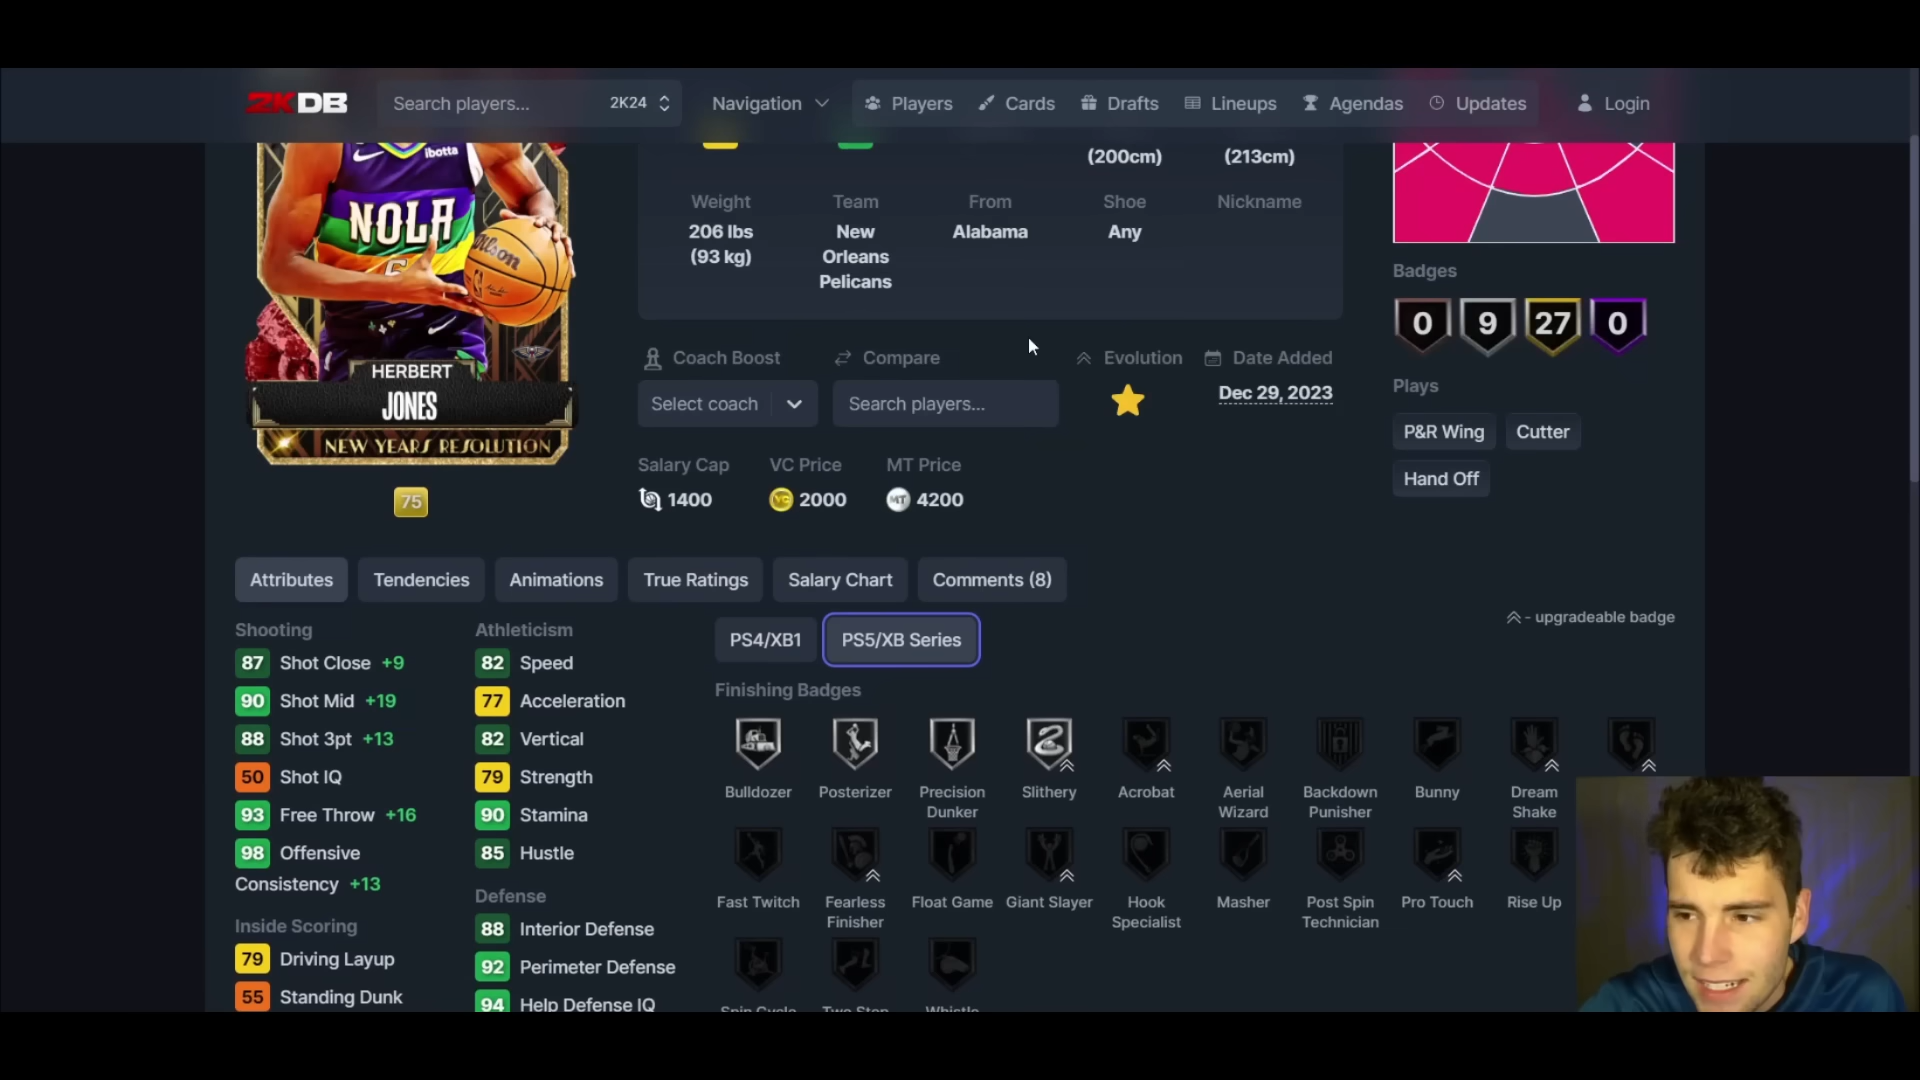 2KDB
Search players...
2K24
Navigation
Players
Cards
Drafts
Lineups
Agendas
Updates
Login
ibotta
NOLA
Wilson
HERBERT
JONES
NEW YEARS RESOLUTION
75
(200cm)
(213cm)
Weight
206 lbs
(93 kg)
Team
New
Orleans
Pelicans
From
Alabama
Shoe
Any
Nickname
Coach Boost
Select coach
Compare
Search players...
Evolution
Date Added
Dec 29, 2023
Salary Cap
1400
VC Price
VC
2000
MT Price
MT
4200
Badges
0
9
27
0
Plays
P&R Wing
Cutter
Hand Off
Attributes
Tendencies
Animations
True Ratings
Salary Chart
Comments (8)
- upgradeable badge
Shooting
87 Shot Close +9
90 Shot Mid +19
88 Shot 3pt +13
50 Shot IQ
93 Free Throw +16
98 Offensive
Consistency +13
Inside Scoring
79 Driving Layup
55 Standing Dunk
Athleticism
82 Speed
77 Acceleration
82 Vertical
79 Strength
90 Stamina
85 Hustle
Defense
88 Interior Defense
92 Perimeter Defense
94 Help Defense IQ
PS4/XB1
PS5/XB Series
Finishing Badges
Bulldozer
Posterizer
Precision
Dunker
Slithery
Acrobat
Aerial
Wizard
Backdown
Punisher
Bunny
Dream
Shake
Fast Twitch
Fearless
Finisher
Float Game
Giant Slayer
Hook
Specialist
Masher
Post Spin
Technician
Pro Touch
Rise Up
Spin Cycle
Two Step
Whistle